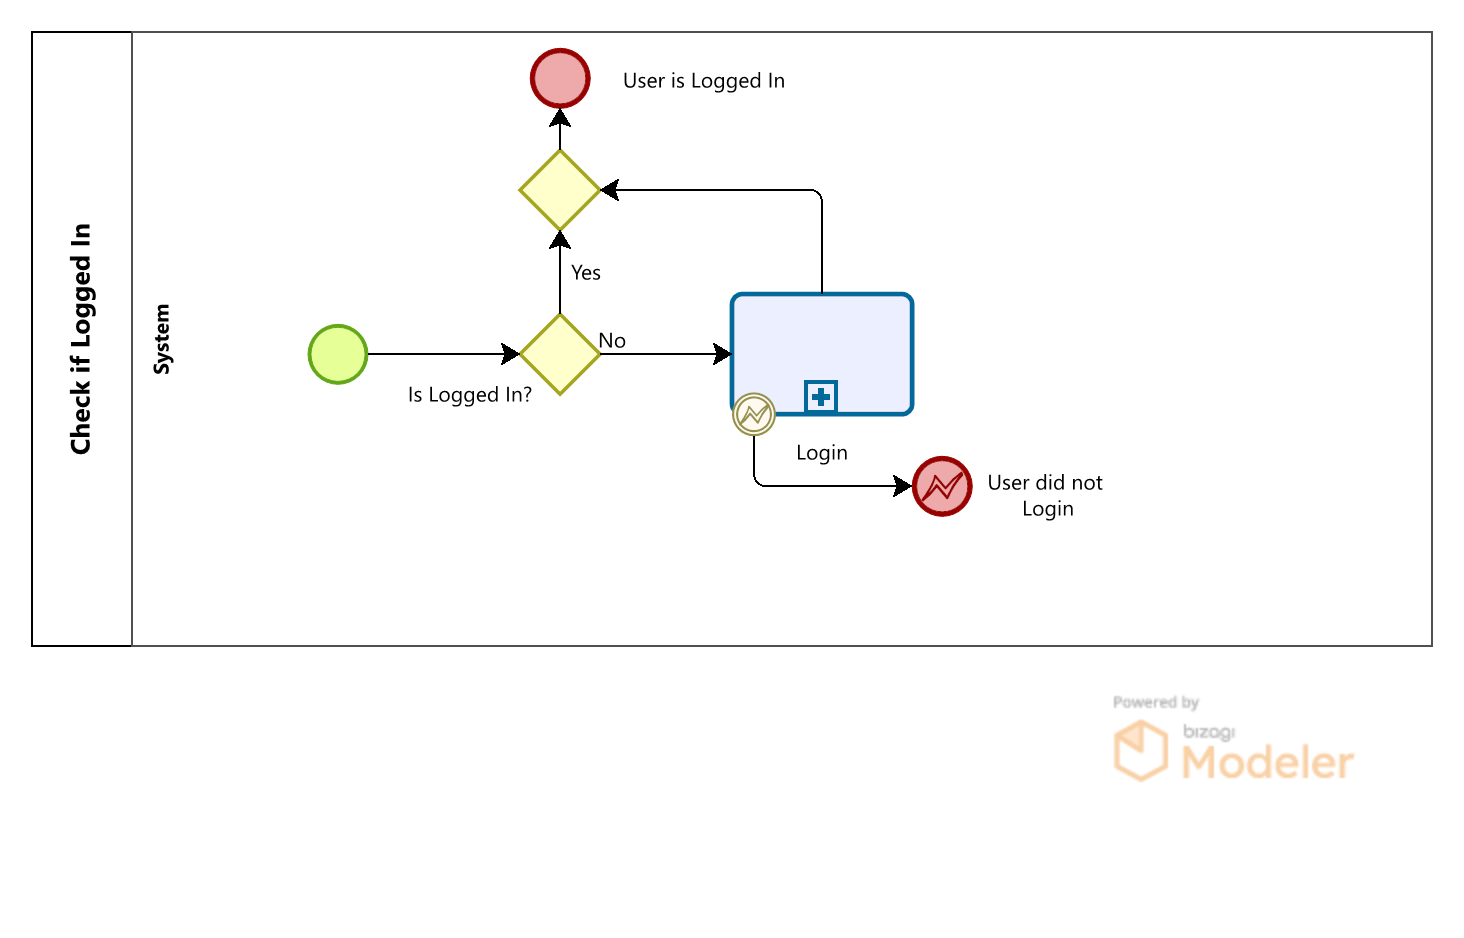 Check if Logged In
System
User is Logged In
Yes
No
Is Logged In?
Login
User did not
Login
Powered by
bizagi
Modeler